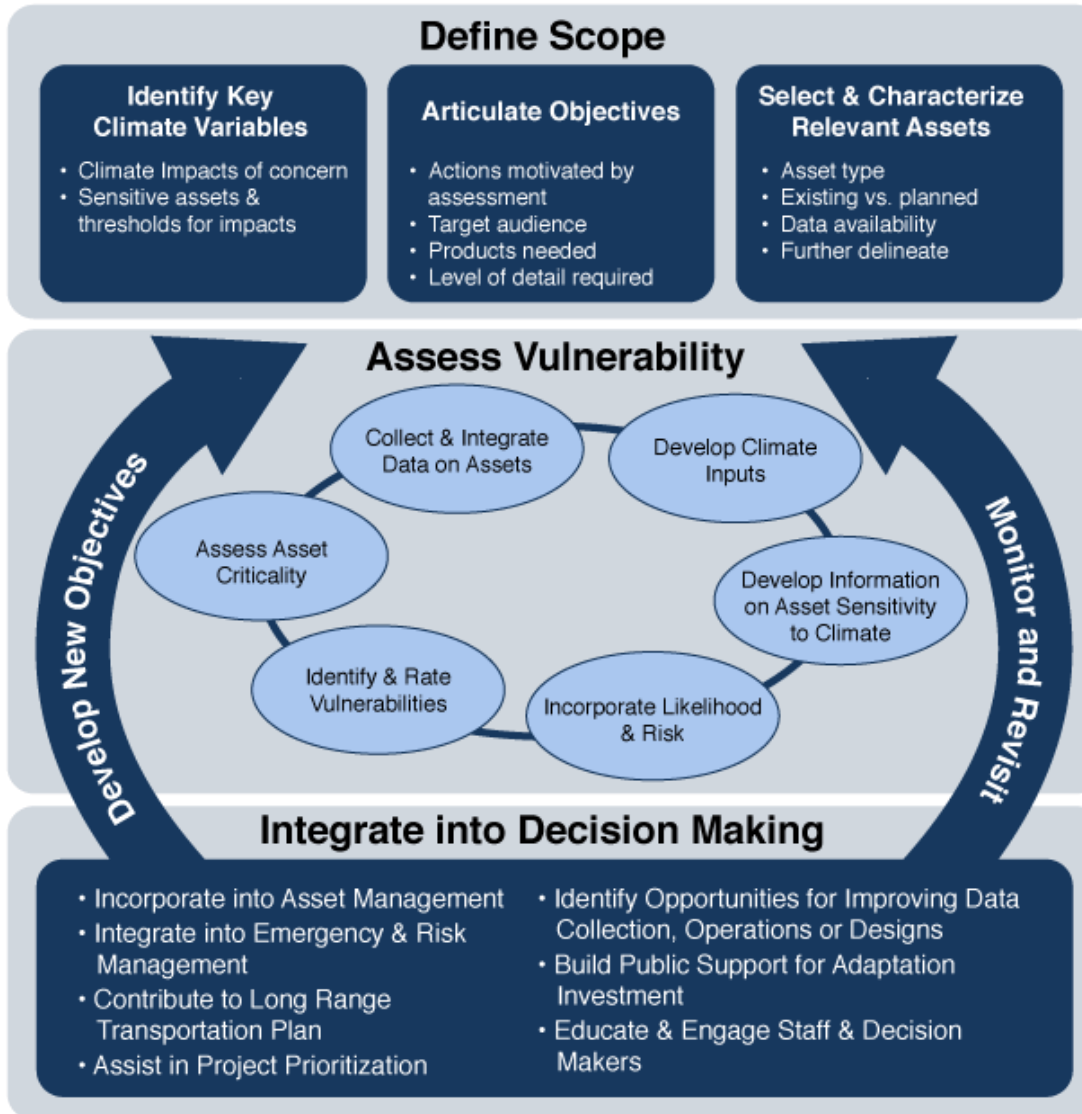 Define Scope
Identify Key
Climate Variables
• Climate Impacts of concern
• Sensitive assets &
thresholds for impacts
Articulate Objectives
• Actions motivated by
assessment
• Target audience
• Products needed
• Level of detail required
Select & Characterize
Relevant Assets
• Asset type
• Existing vs. planned
• Data availability
• Further delineate
Assess Vulnerability
Collect & Integrate
Data on Assets
Develop Climate
Inputs
Develop Information
on Asset Sensitivity
to Climate
Incorporate Likelihood
& Risk
Identify & Rate
Vulnerabilities
Assess Asset
Criticality
Develop New Objectives
Monitor and Revisit
Integrate into Decision Making
• Incorporate into Asset Management
• Integrate into Emergency & Risk
Management
• Contribute to Long Range
Transportation Plan
• Assist in Project Prioritization
• Identify Opportunities for Improving Data
Collection, Operations or Designs
• Build Public Support for Adaptation
Investment
• Educate & Engage Staff & Decision
Makers